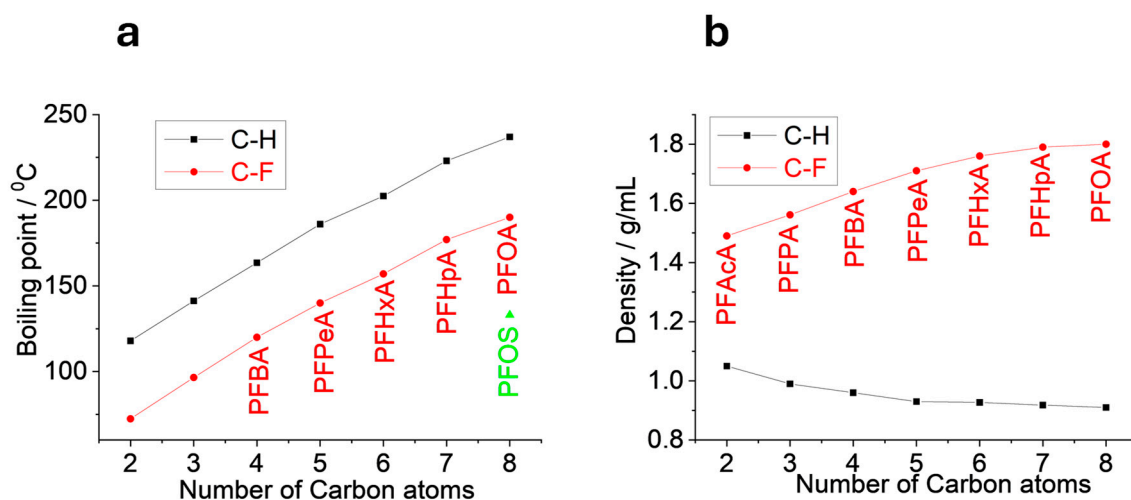 a
b
Boiling point / ⁰C
250
200
150
100
C-H
C-F
PFBA
PFPeA
PFHxA
PFHpA
PFOS
PFOA
2 3 4 5 6 7 8
Number of Carbon atoms
Density / g/mL
1.8
1.6
1.4
1.2
1.0
0.8
C-H
C-F
PFAcA
PFPA
PFBA
PFPeA
PFHxA
PFHpA
PFOA
2 3 4 5 6 7 8
Number of Carbon atoms